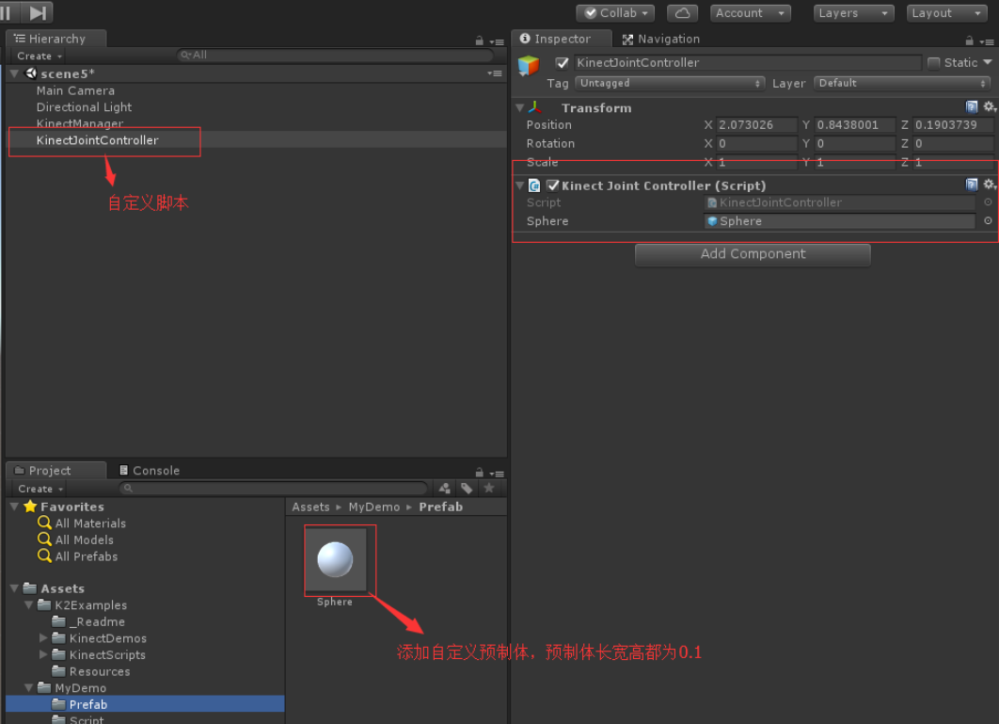 Collab
Account
Layers
Layout
Hierarchy
Create
All
scene5*
Main Camera
Directional Light
KinectManager
KinectJointController
自定义脚本
Inspector
Navigation
KinectJointController
Static
Tag Untagged
Layer Default
Transform
Position X 2.073026 Y 0.8438001 Z 0.1903739
Rotation X 0 Y 0 Z 0
Scale X 1 Y 1 Z 1
Kinect Joint Controller (Script)
Script KinectJointController
Sphere Sphere
Add Component
Project
Console
Create
Favorites
All Materials
All Models
All Prefabs
Assets
K2Examples
_Readme
KinectDemos
KinectScripts
Resources
MyDemo
Prefab
Script
Assets ▸ MyDemo ▸ Prefab
Sphere
添加自定义预制体，预制体长宽高都为0.1